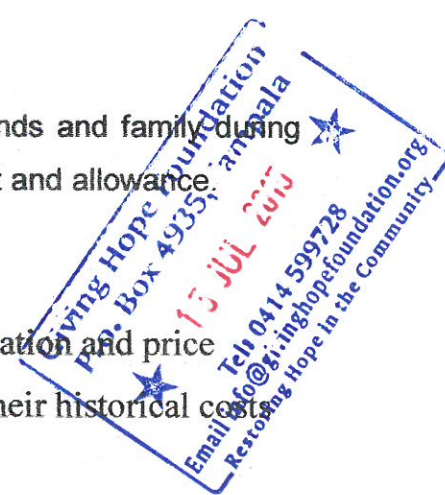 nds and family during
t and allowance.
ation and price
heir historical costs
Giving Hope Foundation
P.o. Box 4935, Kampala
15 JUL 2015
Tel: 0414 599728
Email info@givinghopefoundation.org
Restoring Hope in the Community